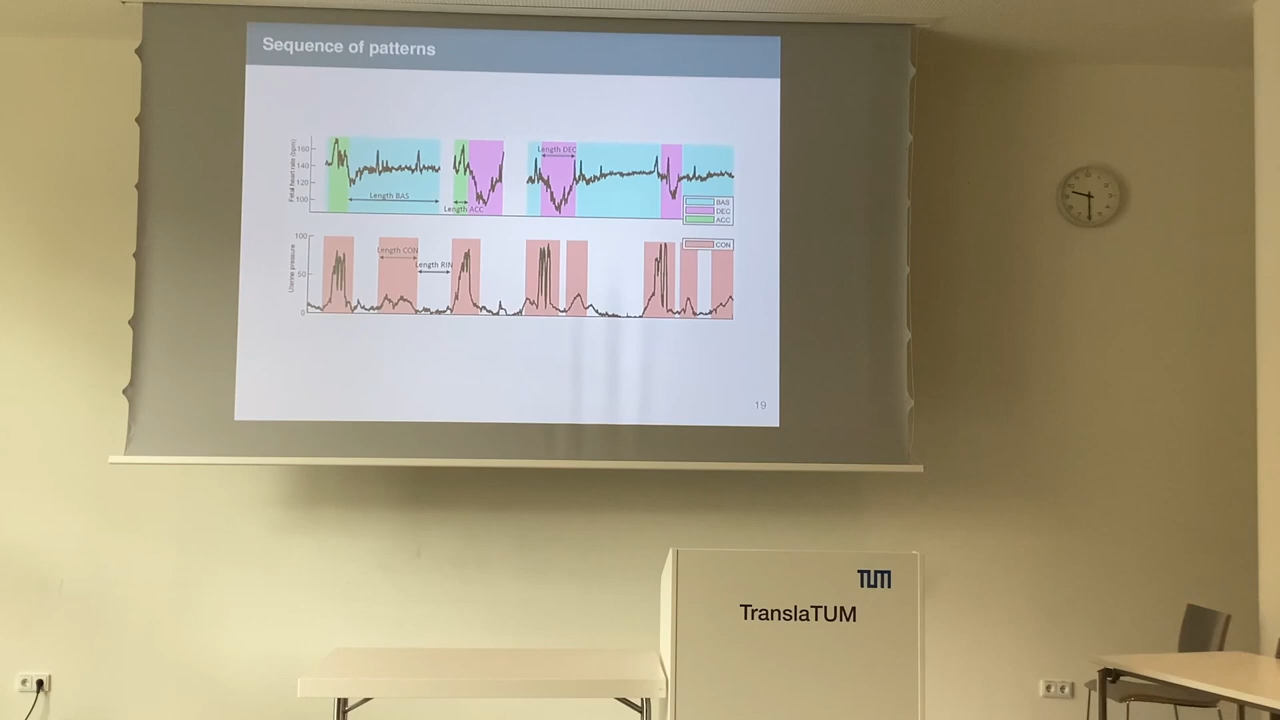 Sequence of patterns
Fetal heart rate (bpm)
160
140
120
100
Length BAS
Length ACC
Length DEC
BAS
DEC
ACC
Uterine pressure
100
50
0
Length CON
Length RIN
CON
19
TUM
TranslaTUM